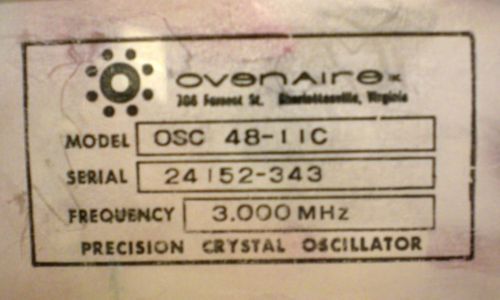 ovenAire
Forrest St. Charlottesville, Virginia
MODEL OSC 48-11C
SERIAL 24152-343
FREQUENCY 3.000 MHz
PRECISION CRYSTAL OSCILLATOR